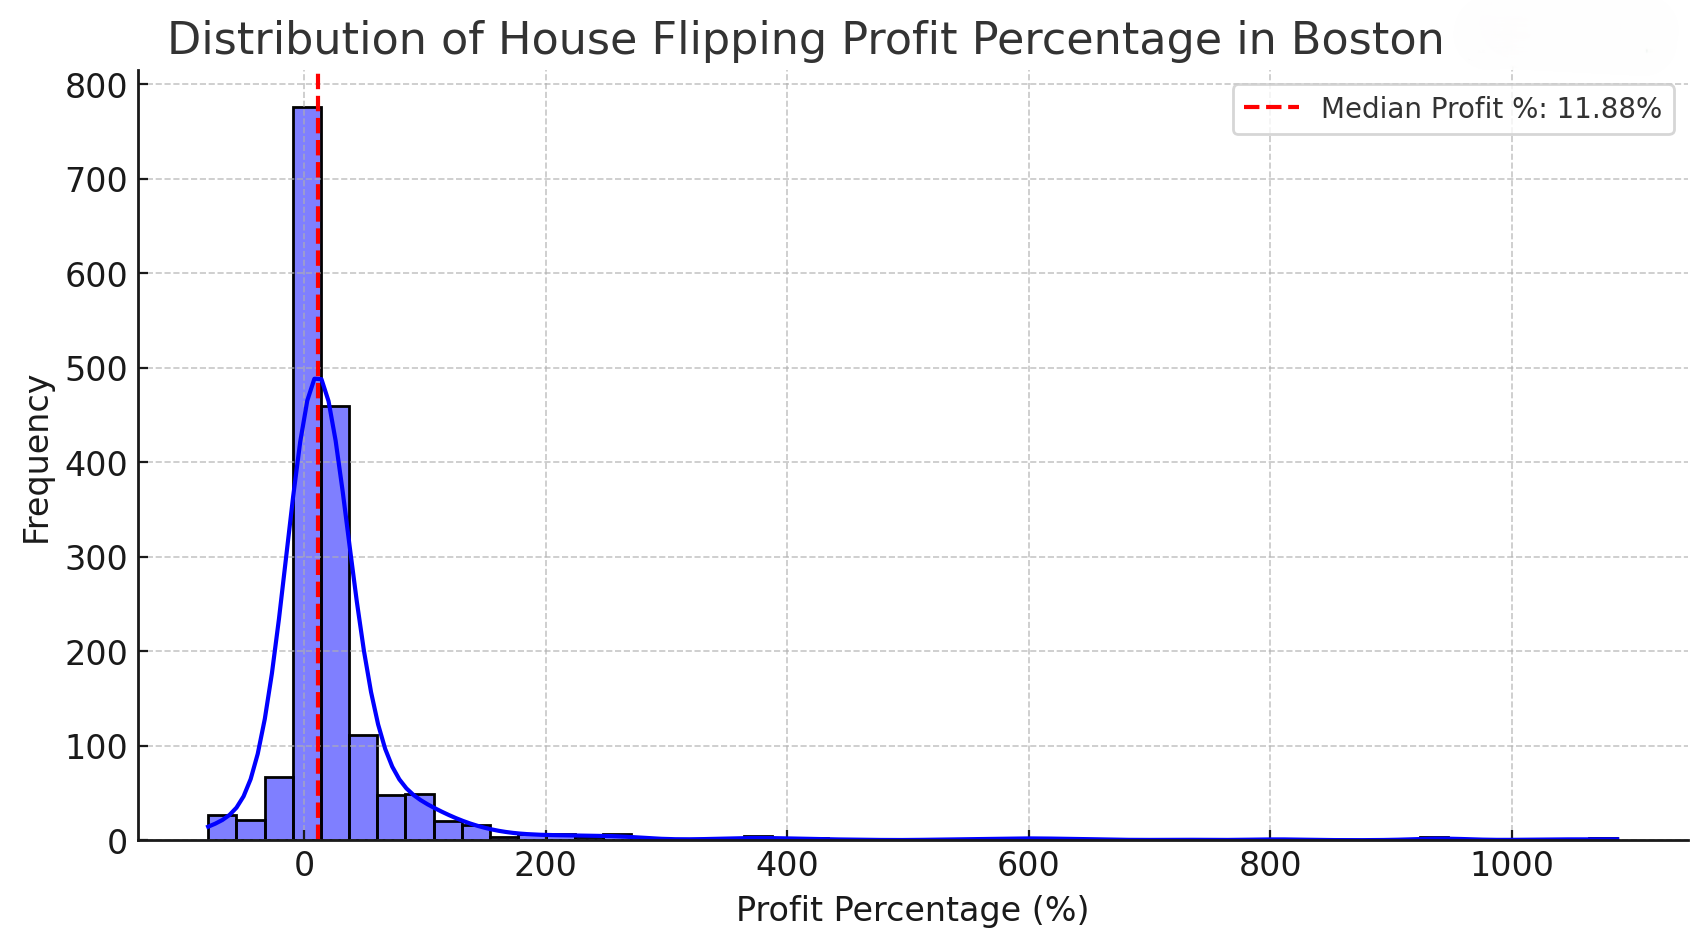 Distribution of House Flipping Profit Percentage in Boston
Median Profit %: 11.88%
800
700
600
500
400
300
200
100
0
Frequency
0 200 400 600 800 1000
Profit Percentage (%)